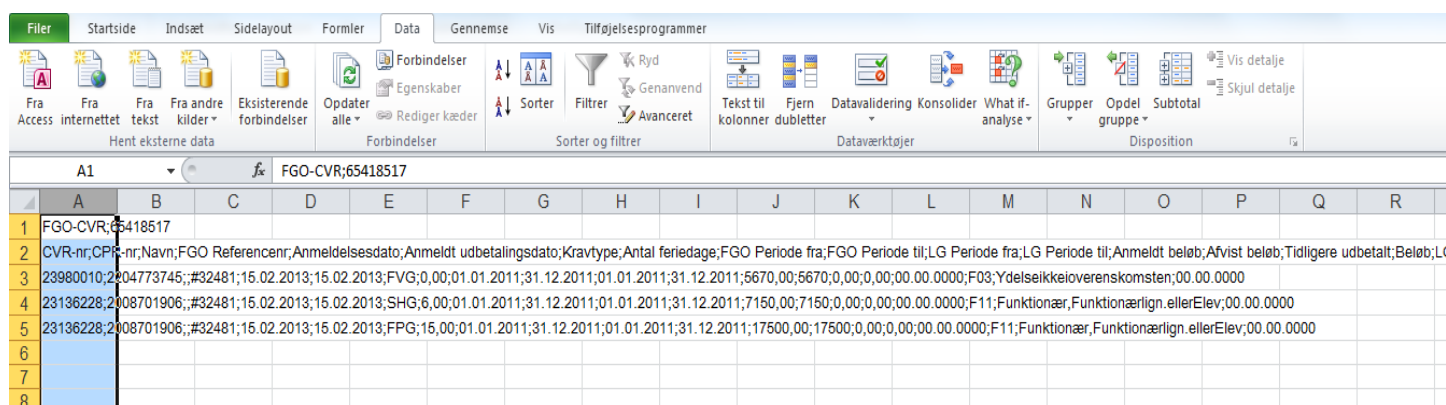 Filer Startside Indsæt Sidelayout Formler Data Gennemse Vis Tilføjelsesprogrammer
Fra Access
Fra internettet
Fra tekst
Fra andre kilder
Hent eksterne data
Eksisterende forbindelser
Opdater alle
Forbindelser
Egenskaber
Rediger kæder
Forbindelser
Sorter
Filtrer
Ryd
Genanvend
Avanceret
Sorter og filtrer
Tekst til kolonner
Fjern dubletter
Datavalidering
Konsolider
What if-analyse
Dataværktøjer
Grupper
Opdel gruppe
Subtotal
Vis detalje
Skjul detalje
Disposition
A1 fx FGO-CVR;65418517
A B C D E F G H I J K L M N O P Q R
1 FGO-CVR;65418517
2 CVR-nr;CPR-nr;Navn;FGO Referencenr;Anmeldelsesdato;Anmeldt udbetalingsdato;Kravtype;Antal feriedage;FGO Periode fra;FGO Periode til;LG Periode fra;LG Periode til;Anmeldt beløb;Afvist beløb;Tidligere udbetalt;Beløb;
3 23980010;2204773745;;#32481;15.02.2013;15.02.2013;FVG;0,00;01.01.2011;31.12.2011;01.01.2011;31.12.2011;5670,00;5670;0,00;0,00;00.00.0000;F03;Ydelseikkeioverenskomsten;00.00.0000
4 23136228;2008701906;;#32481;15.02.2013;15.02.2013;SHG;6,00;01.01.2011;31.12.2011;01.01.2011;31.12.2011;7150,00;7150;0,00;0,00;00.00.0000;F11;Funktionær,Funktionærlign.ellerElev;00.00.0000
5 23136228;2008701906;;#32481;15.02.2013;15.02.2013;FPG;15,00;01.01.2011;31.12.2011;01.01.2011;31.12.2011;17500,00;17500;0,00;0,00;00.00.0000;F11;Funktionær,Funktionærlign.ellerElev;00.00.0000
6
7
8